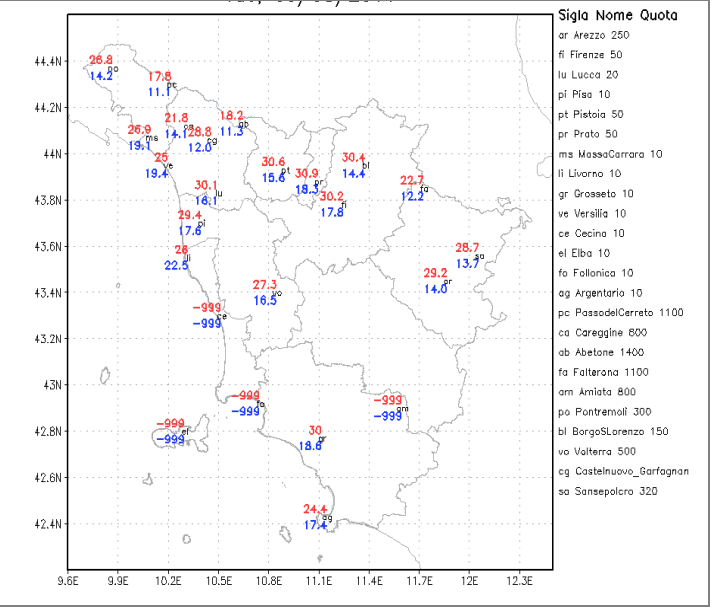 Sigla Nome Quota
ar Arezzo 250
fi Firenze 50
lu Lucca 20
pi Pisa 10
pt Pistoia 50
pr Prato 50
ms MassaCarrara 10
li Livorno 10
gr Grosseto 10
ve Versilia 10
ce Cecina 10
el Elba 10
fo Follonica 10
ag Argentario 10
pc PassodelCerreto 1100
ca Careggine 800
ab Abetone 1400
fa Falterona 1100
am Amiata 800
po Pontremoli 300
bl BorgoSLorenzo 150
vo Volterra 500
cg Castelnuovo_Garfagnan
sa Sansepolcro 320
44.4N
44.2N
44N
43.8N
43.6N
43.4N
43.2N
43N
42.8N
42.6N
42.4N
28.8 po
14.2
17.8 pc
11.1
21.8 ca
14.1
18.2 ab
11.3
26.9 ms
19.1
28.8 cg
12.0
25 ve
19.4
30.1 lu
16.1
30.6 pt
15.6
30.9 pr
18.3
30.4 bl
14.4
30.2 fi
17.8
22.7 fa
12.2
29.4 pi
17.6
26 li
22.5
28.7 sa
13.7
29.2 ar
14.0
27.3 vo
16.5
-999 ce
-999
-999 fo
-999
-999 am
-999
-999 el
-999
30 gr
18.6
24.4 ag
17.4
9.6E 9.9E 10.2E 10.5E 10.8E 11.1E 11.4E 11.7E 12E 12.3E